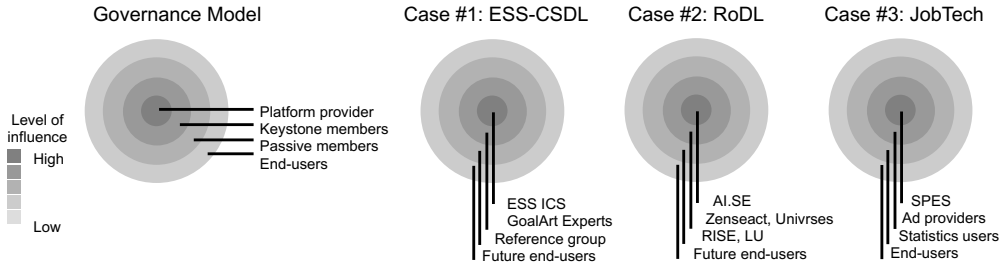 Governance Model
Platform provider
Keystone members
Passive members
End-users
Level of
influence
High
Low
Case #1: ESS-CSDL
ESS ICS
GoalArt Experts
Reference group
Future end-users
Case #2: RoDL
AI.SE
Zenseact, Univrses
RISE, LU
Future end-users
Case #3: JobTech
SPES
Ad providers
Statistics users
End-users